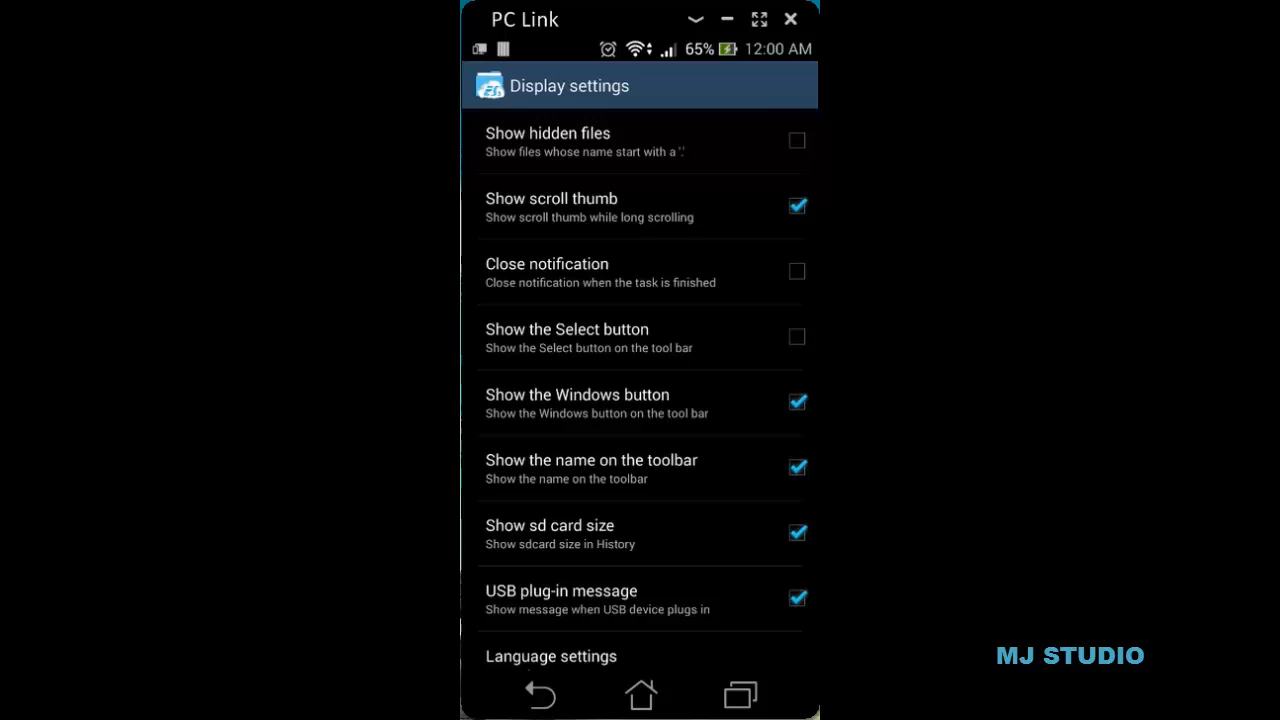 PC Link
65% 12:00 AM
Display settings
Show hidden files
Show files whose name start with a '.'
Show scroll thumb
Show scroll thumb while long scrolling
Close notification
Close notification when the task is finished
Show the Select button
Show the Select button on the tool bar
Show the Windows button
Show the Windows button on the tool bar
Show the name on the toolbar
Show the name on the toolbar
Show sd card size
Show sdcard size in History
USB plug-in message
Show message when USB device plugs in
Language settings
MJ STUDIO